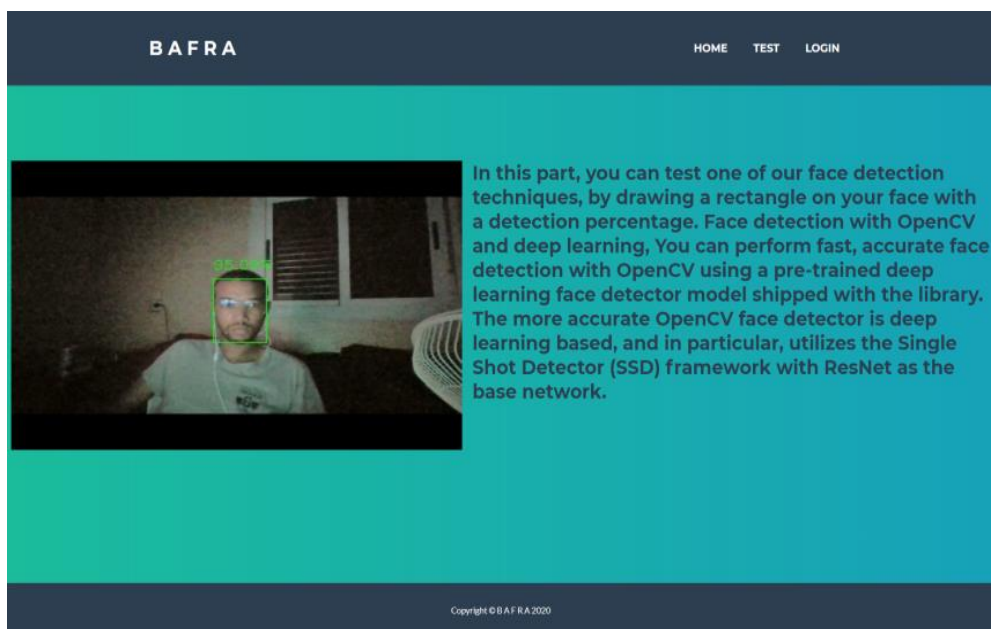 B A F R A
HOME TEST LOGIN
In this part, you can test one of our face detection
techniques, by drawing a rectangle on your face with
a detection percentage. Face detection with OpenCV
and deep learning, You can perform fast, accurate face
detection with OpenCV using a pre-trained deep
learning face detector model shipped with the library.
The more accurate OpenCV face detector is deep
learning based, and in particular, utilizes the Single
Shot Detector (SSD) framework with ResNet as the
base network.
Copyright © B A F R A 2020